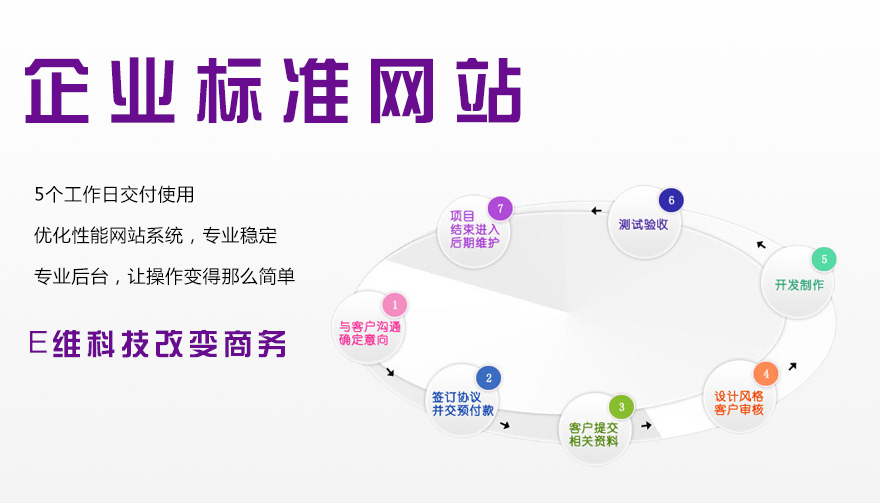 企业标准网站
5个工作日交付使用
优化性能网站系统，专业稳定
专业后台，让操作变得那么简单
E维科技改变商务
1
与客户沟通
确定意向
2
签订协议
并交预付款
3
客户提交
相关资料
4
设计风格
客户审核
5
开发制作
6
测试验收
7
项目
结束进入
后期维护